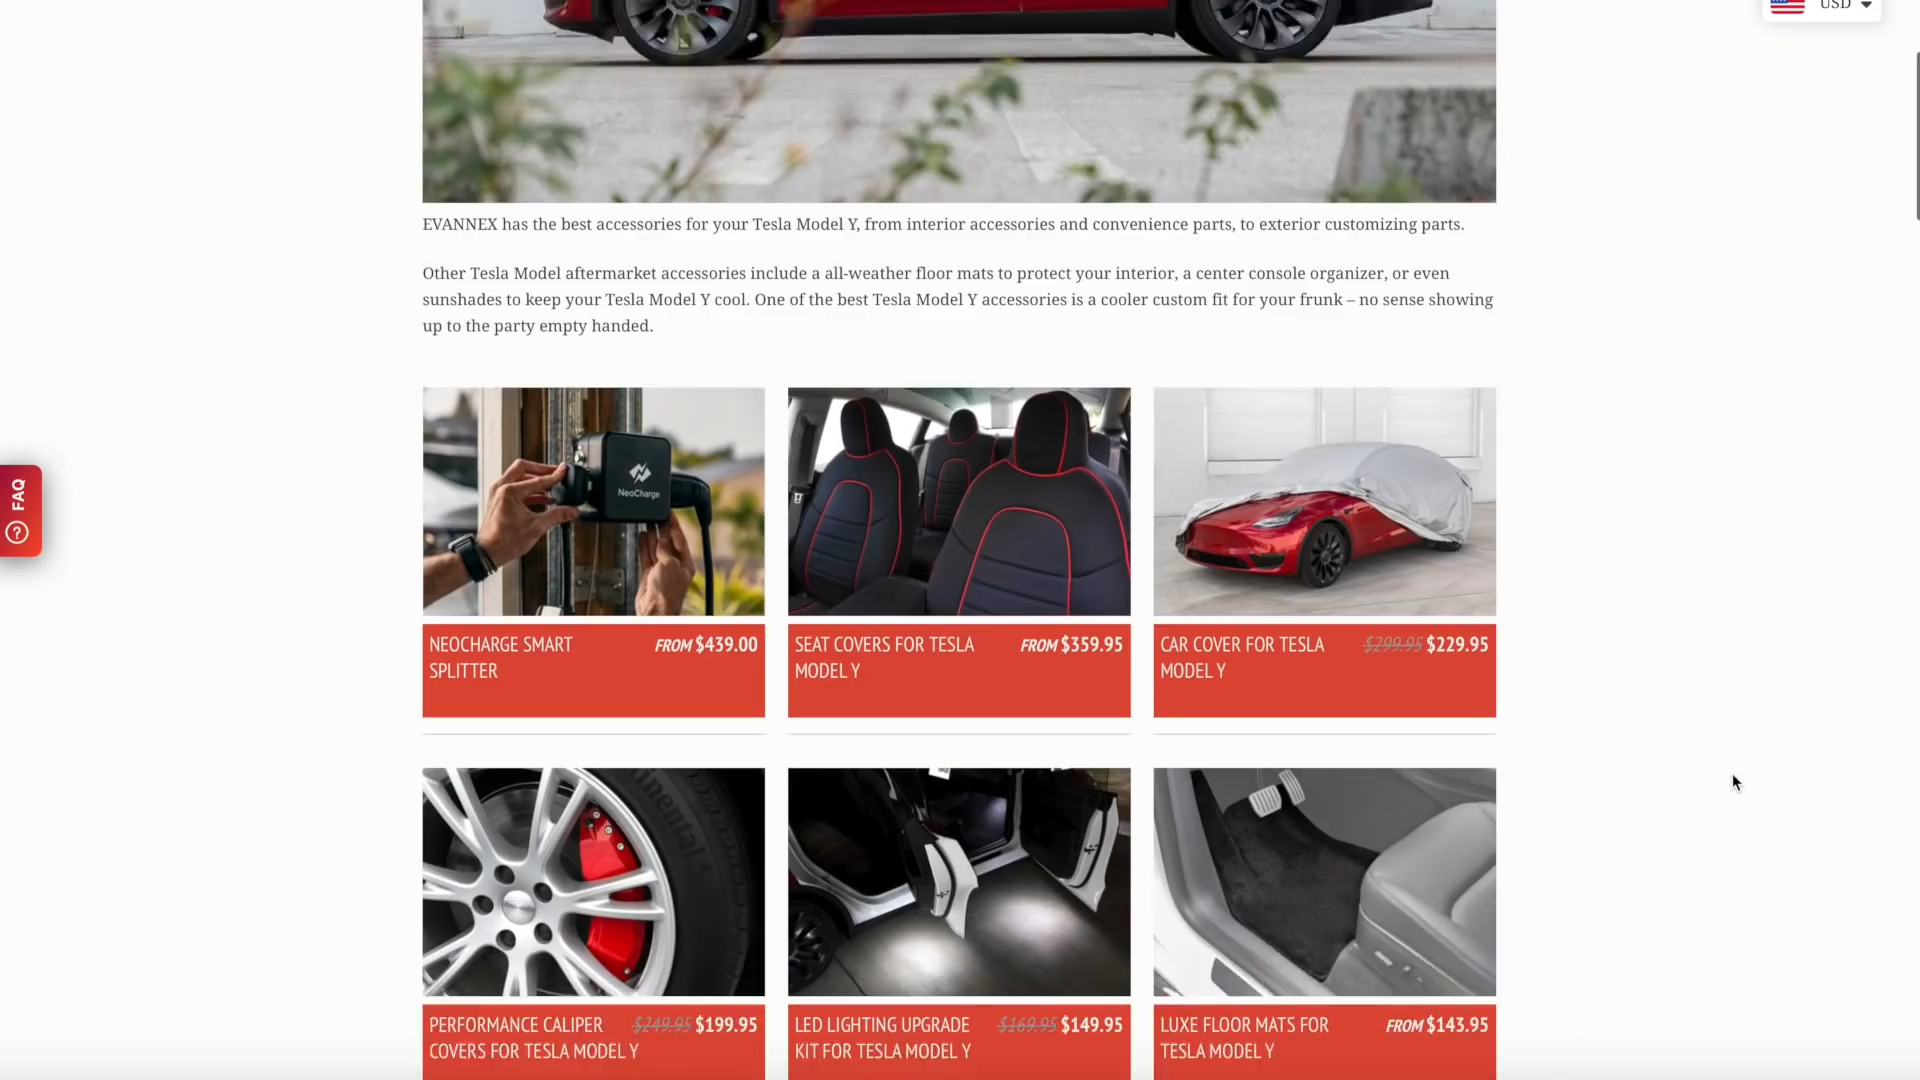 USD
EVANNEX has the best accessories for your Tesla Model Y, from interior accessories and convenience parts, to exterior customizing parts.
Other Tesla Model aftermarket accessories include a all-weather floor mats to protect your interior, a center console organizer, or even
sunshades to keep your Tesla Model Y cool. One of the best Tesla Model Y accessories is a cooler custom fit for your frunk – no sense showing
up to the party empty handed.
FAQ
?
NeoCharge
NEOCHARGE SMART FROM $439.00
SPLITTER
SEAT COVERS FOR TESLA FROM $359.95
MODEL Y
CAR COVER FOR TESLA $299.95 $229.95
MODEL Y
Continental
PERFORMANCE CALIPER $249.95 $199.95
COVERS FOR TESLA MODEL Y
LED LIGHTING UPGRADE $169.95 $149.95
KIT FOR TESLA MODEL Y
LUXE FLOOR MATS FOR FROM $143.95
TESLA MODEL Y